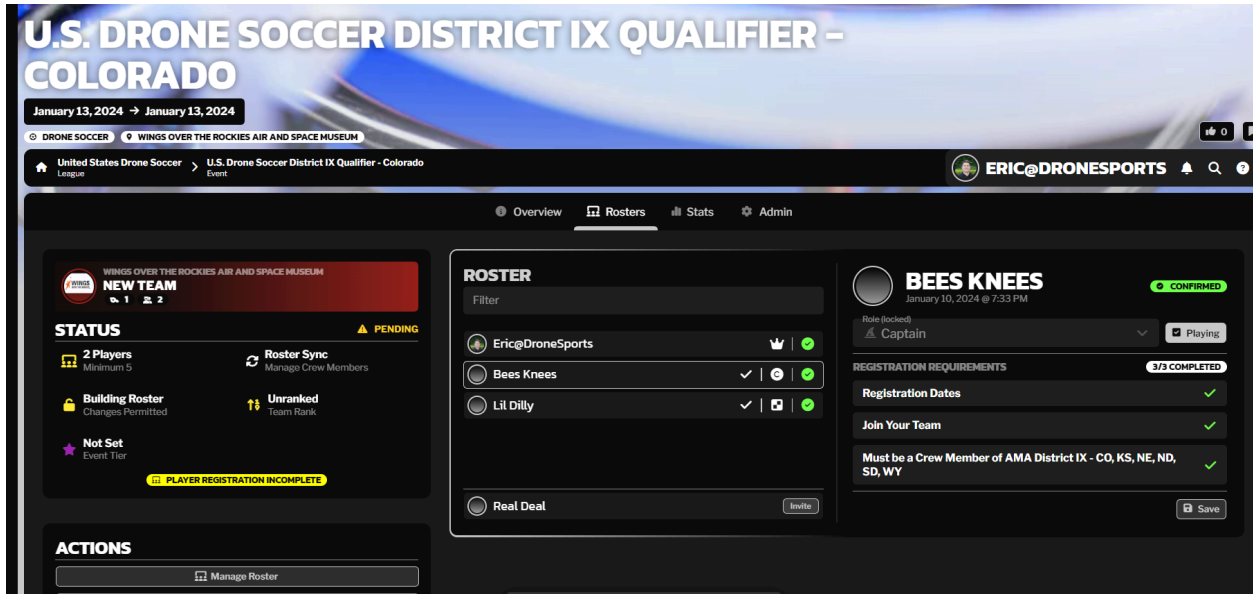 U.S. DRONE SOCCER DISTRICT IX QUALIFIER -
COLORADO
January 13, 2024 → January 13, 2024
DRONE SOCCER
WINGS OVER THE ROCKIES AIR AND SPACE MUSEUM
0
United States Drone Soccer
League
U.S. Drone Soccer District IX Qualifier - Colorado
Event
ERIC@DRONESPORTS
Overview
Rosters
Stats
Admin
WINGS
WINGS OVER THE ROCKIES AIR AND SPACE MUSEUM
NEW TEAM
1
2
STATUS
PENDING
2 Players
Minimum 5
Roster Sync
Manage Crew Members
Building Roster
Changes Permitted
Unranked
Team Rank
Not Set
Event Tier
PLAYER REGISTRATION INCOMPLETE
ACTIONS
Manage Roster
ROSTER
Filter
Eric@DroneSports
Bees Knees
C
Lil Dilly
Real Deal
Invite
BEES KNEES
January 10, 2024 @ 7:33 PM
CONFIRMED
Role (locked)
Captain
Playing
REGISTRATION REQUIREMENTS
3/3 COMPLETED
Registration Dates
Join Your Team
Must be a Crew Member of AMA District IX - CO, KS, NE, ND,
SD, WY
Save